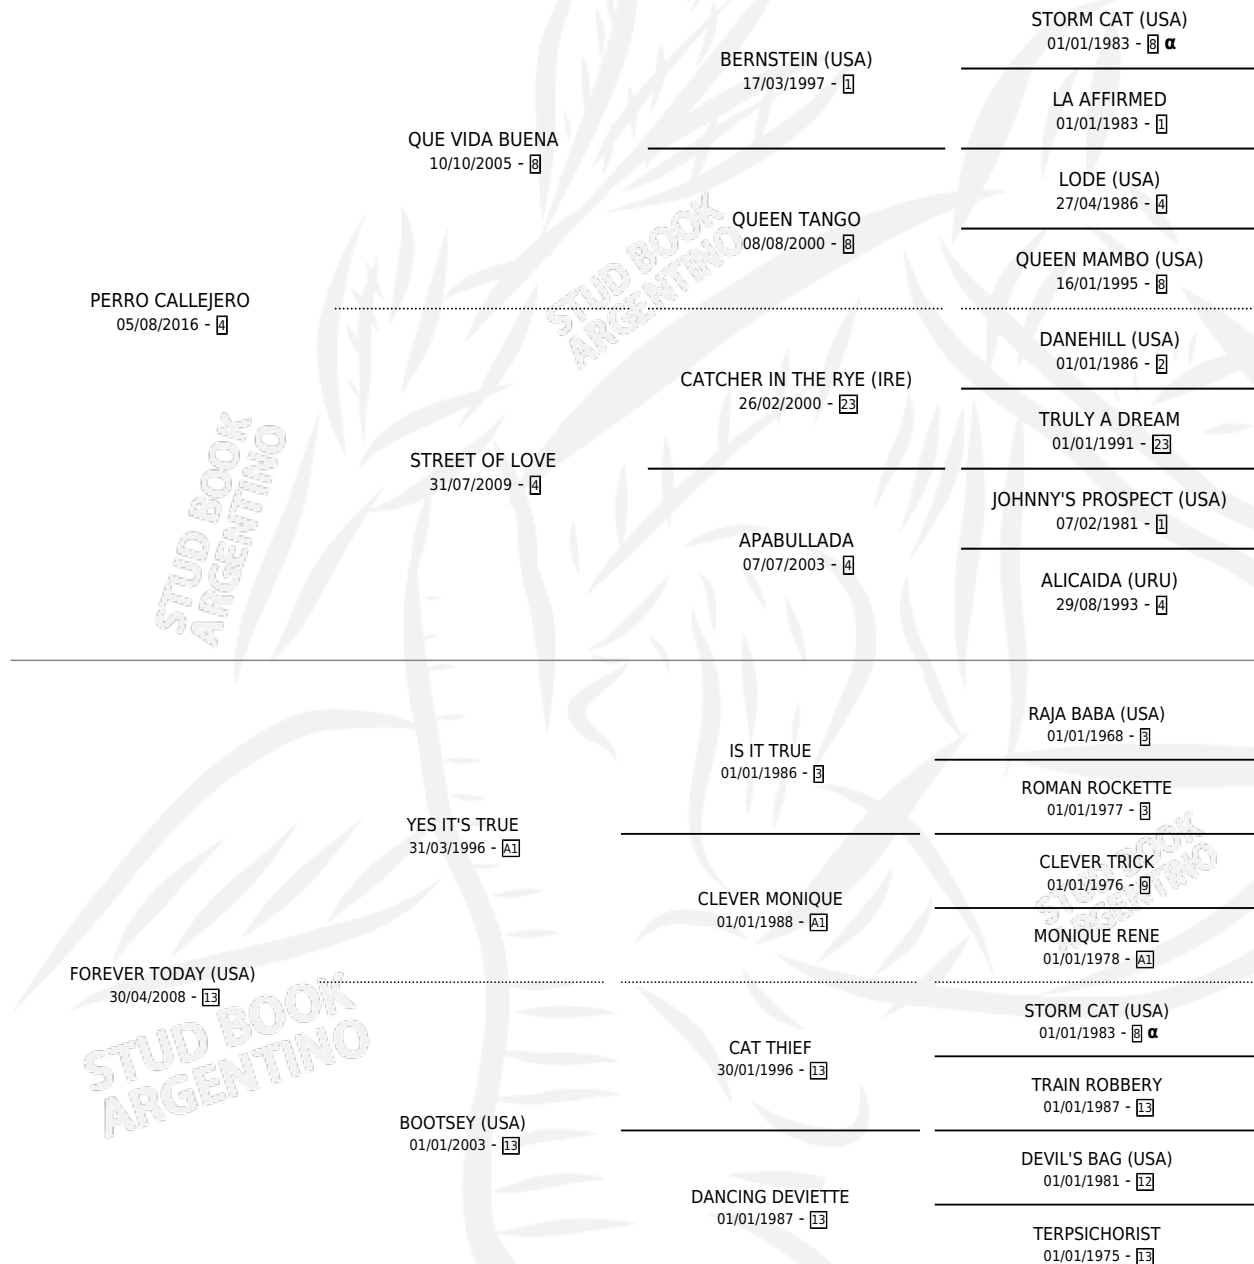 STORM CAT (USA)
01/01/1983 - 8 α
BERNSTEIN (USA)
17/03/1997 - 1
LA AFFIRMED
01/01/1983 - 1
QUE VIDA BUENA
10/10/2005 - 8
LODE (USA)
27/04/1986 - 4
QUEEN TANGO
08/08/2000 - 8
QUEEN MAMBO (USA)
16/01/1995 - 8
PERRO CALLEJERO
05/08/2016 - 4
STUD BOOK
ARGENTINO
DANEHILL (USA)
01/01/1986 - 2
CATCHER IN THE RYE (IRE)
26/02/2000 - 23
TRULY A DREAM
01/01/1991 - 23
STREET OF LOVE
31/07/2009 - 4
JOHNNY'S PROSPECT (USA)
07/02/1981 - 1
APABULLADA
07/07/2003 - 4
ALICAIDA (URU)
29/08/1993 - 4
STUD BOOK
ARGENTINO
RAJA BABA (USA)
01/01/1968 - 3
IS IT TRUE
01/01/1986 - 3
ROMAN ROCKETTE
01/01/1977 - 3
YES IT'S TRUE
31/03/1996 - A1
CLEVER TRICK
01/01/1976 - 9
CLEVER MONIQUE
01/01/1988 - A1
MONIQUE RENE
01/01/1978 - A1
STUD BOOK
ARGENTINO
FOREVER TODAY (USA)
30/04/2008 - 13
STUD BOOK
ARGENTINO
STORM CAT (USA)
01/01/1983 - 8 α
CAT THIEF
30/01/1996 - 13
TRAIN ROBBERY
01/01/1987 - 13
BOOTSEY (USA)
01/01/2003 - 13
DEVIL'S BAG (USA)
01/01/1981 - 12
DANCING DEVIETTE
01/01/1987 - 13
TERPSICHORIST
01/01/1975 - 13